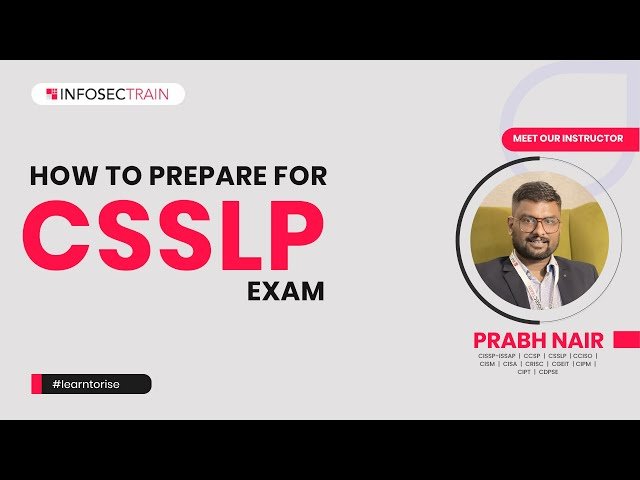 INFOSECTRAIN
MEET OUR INSTRUCTOR
HOW TO PREPARE FOR
CSSLP
EXAM
PRABH NAIR
CISSP-ISSAP | CCSP | CSSLP | CCISO |
CISM | CISA | CRISC | CGEIT | CIPM |
CIPT | CDPSE
#learntorise